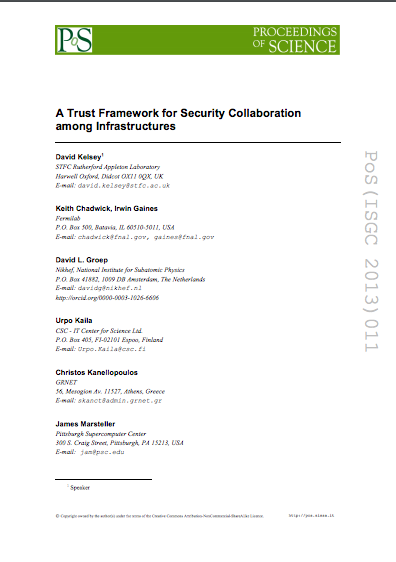 PoS
PROCEEDINGS
OF SCIENCE
A Trust Framework for Security Collaboration
among Infrastructures
David Kelsey1
STFC Rutherford Appleton Laboratory
Harwell Oxford, Didcot OX11 0QX, UK
E-mail: david.kelsey@stfc.ac.uk
Keith Chadwick, Irwin Gaines
Fermilab
P.O. Box 500, Batavia, IL 60510-5011, USA
E-mail: chadwick@fnal.gov, gaines@fnal.gov
David L. Groep
Nikhef, National Institute for Subatomic Physics
P.O. Box 41882, 1009 DB Amsterdam, The Netherlands
E-mail: davidg@nikhef.nl
http://orcid.org/0000-0003-1026-6606
Urpo Kaila
CSC - IT Center for Science Ltd.
P.O. Box 405, FI-02101 Espoo, Finland
E-mail: Urpo.Kaila@csc.fi
Christos Kanellopoulos
GRNET
56, Mesogion Av. 11527, Athens, Greece
E-mail: skanct@admin.grnet.gr
James Marsteller
Pittsburgh Supercomputer Center
300 S. Craig Street, Pittsburgh, PA 15213, USA
E-mail: jam@psc.edu
1 Speaker
© Copyright owned by the author(s) under the terms of the Creative Commons Attribution-NonCommercial-ShareAlike Licence.
http://pos.sissa.it
PoS(ISGC 2013)011